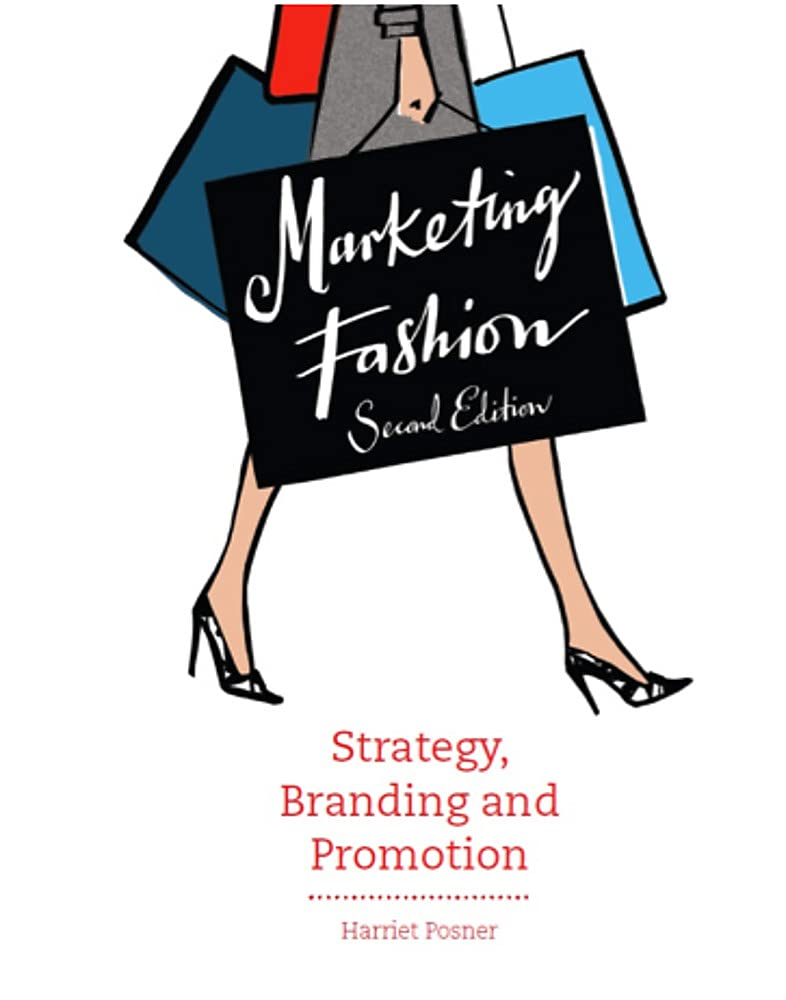 Marketing
Fashion
Second Edition
Strategy,
Branding and
Promotion
Harriet Posner